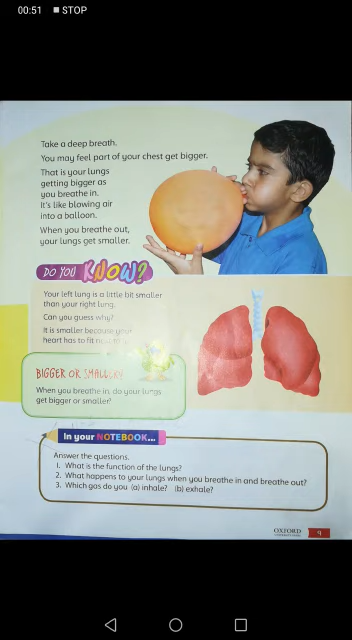 00:51 STOP
Take a deep breath.
You may feel part of your chest get bigger.
That is your lungs
getting bigger as
you breathe in.
It's like blowing air
into a balloon.
When you breathe out,
your lungs get smaller.
DO YOU KNOW?
Your left lung is a little bit smaller
than your right lung.
Can you guess why?
It is smaller because your
heart has to fit
BIGGER OR SMALLER?
When you breathe in, do your lungs
get bigger or smaller?
In your NOTEBOOK...
Answer the questions.
1. What is the function of the lungs?
2. What happens to your lungs when you breathe in and breathe out?
3. Which gas do you (a) inhale? (b) exhale?
OXFORD
9